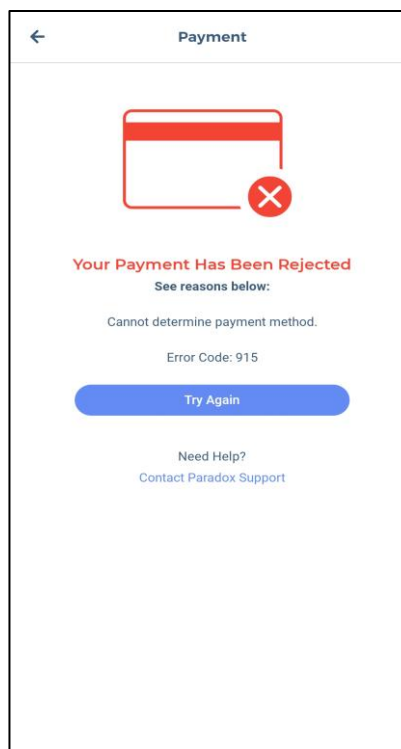 Payment
Your Payment Has Been Rejected
See reasons below:
Cannot determine payment method.
Error Code: 915
Try Again
Need Help?
Contact Paradox Support